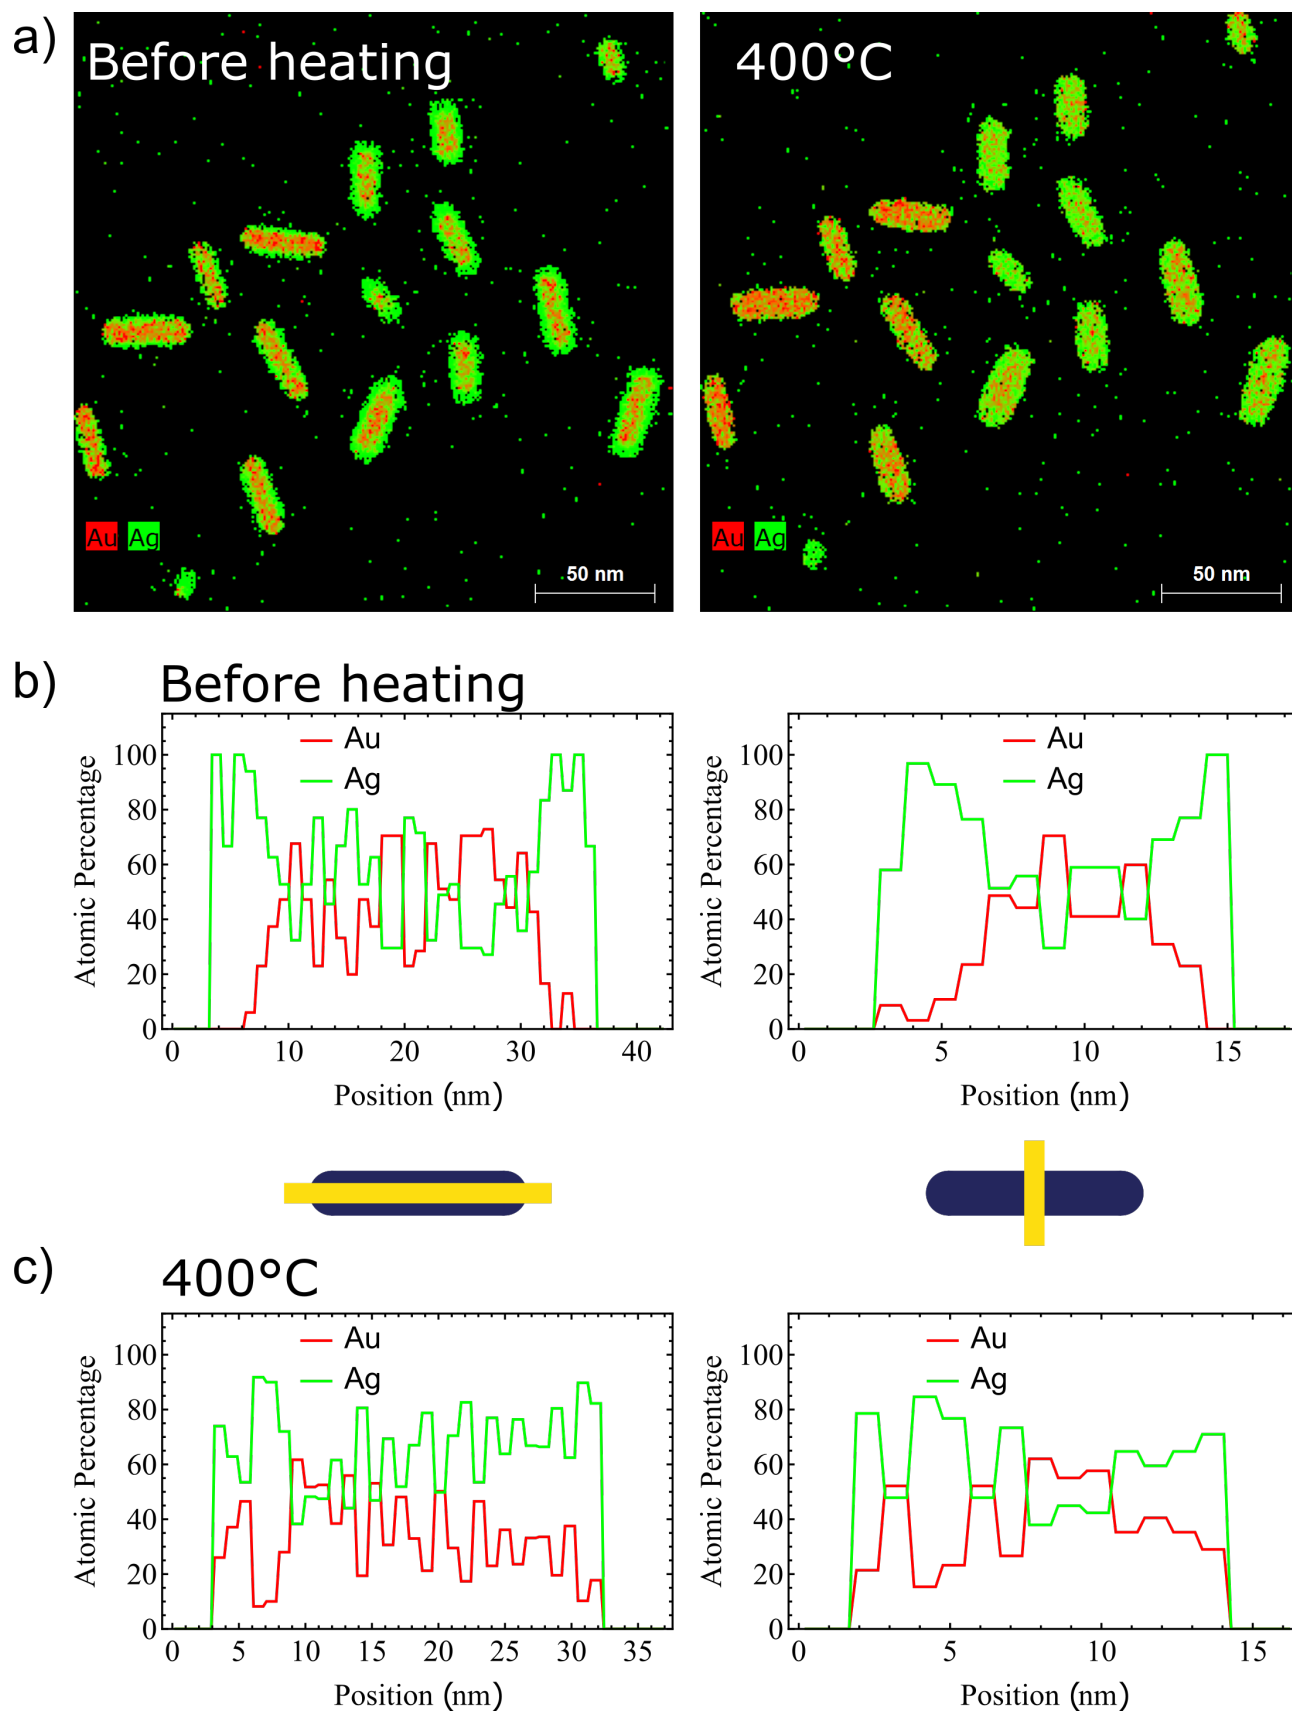 a)
Before heating
400°C
Au Ag
50 nm
Au Ag
50 nm
b)
Before heating
Atomic Percentage
100
80
60
40
20
0
Au
Ag
0 10 20 30 40
Position (nm)
Atomic Percentage
100
80
60
40
20
0
Au
Ag
0 5 10 15
Position (nm)
c)
400°C
Atomic Percentage
100
80
60
40
20
0
Au
Ag
0 5 10 15 20 25 30 35
Position (nm)
Atomic Percentage
100
80
60
40
20
0
Au
Ag
0 5 10 15
Position (nm)